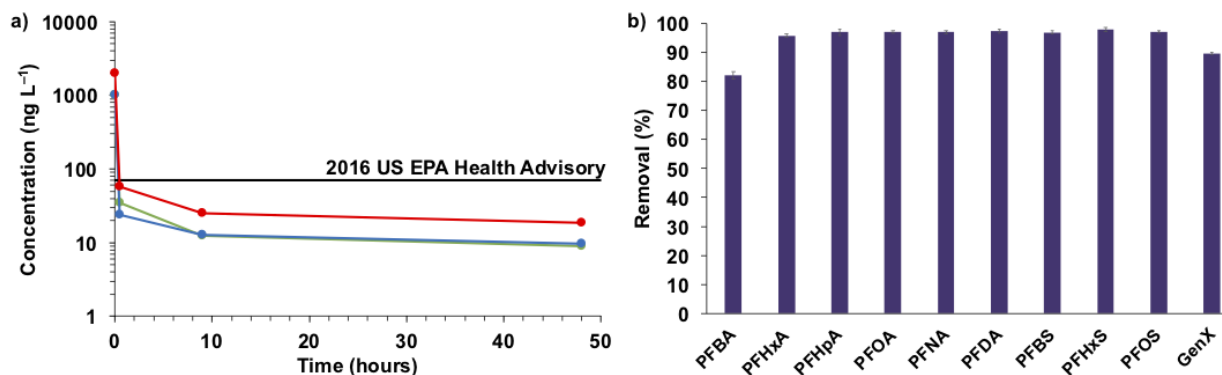 a)
Concentration (ng L⁻¹)
10000
1000
100
10
1
2016 US EPA Health Advisory
0
10
20
30
40
50
Time (hours)
b)
Removal (%)
100
90
80
70
60
50
40
30
20
10
0
PFBA
PFHxA
PFHpA
PFOA
PFNA
PFDA
PFBS
PFHxS
PFOS
GenX